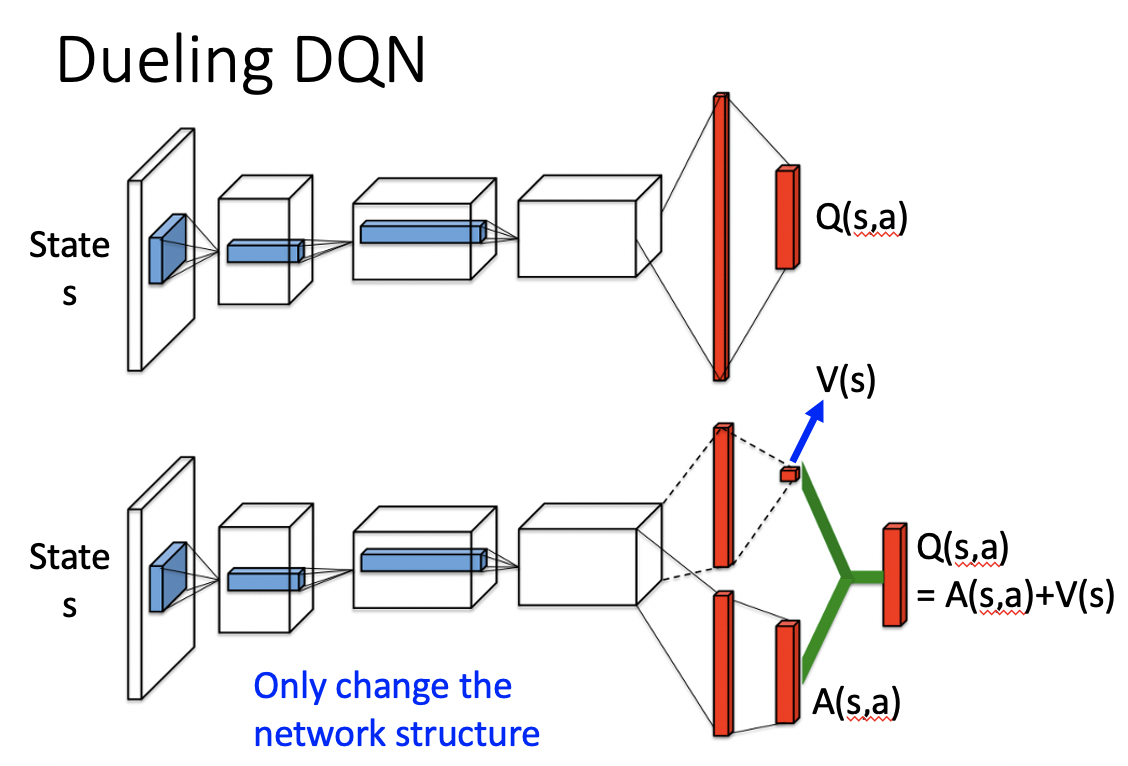 Dueling DQN
State
s
Q(s,a)
V(s)
State
s
Q(s,a)
= A(s,a)+V(s)
Only change the
network structure
A(s,a)